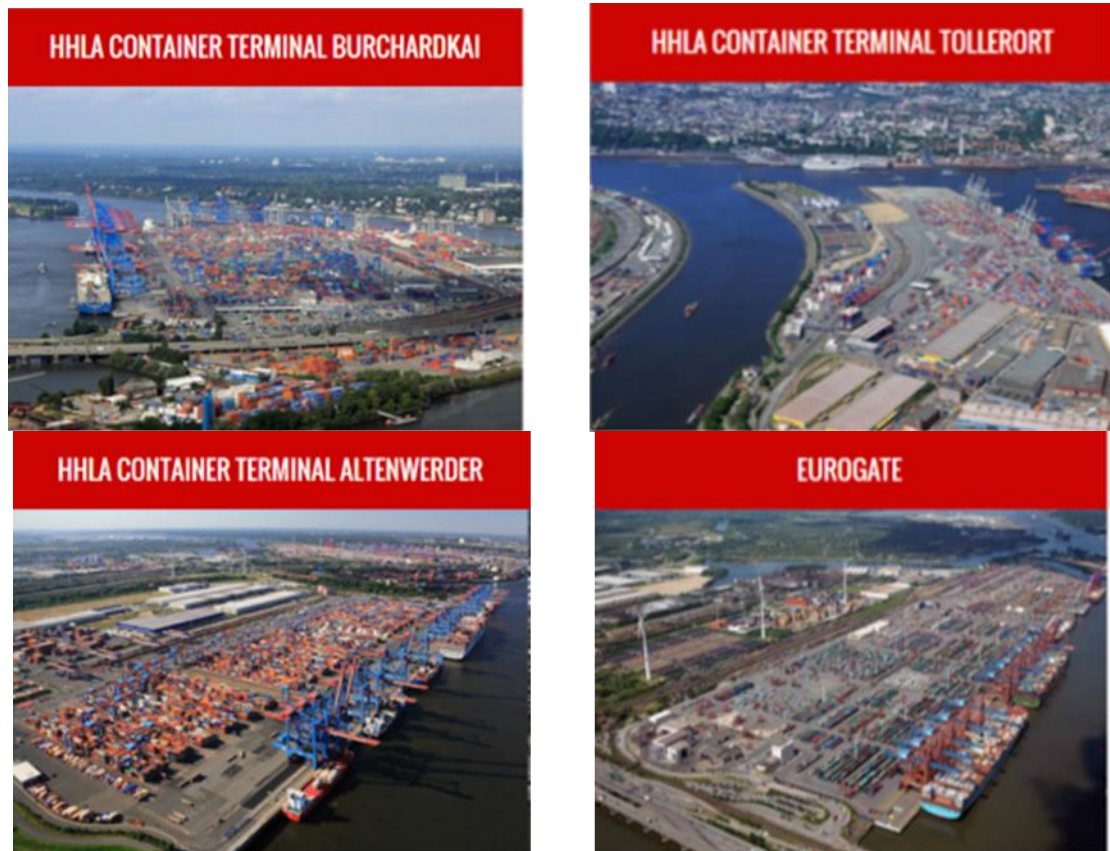 HHLA CONTAINER TERMINAL BURCHARDKAI
HHLA CONTAINER TERMINAL TOLLERORT
HHLA CONTAINER TERMINAL ALTENWERDER
EUROGATE